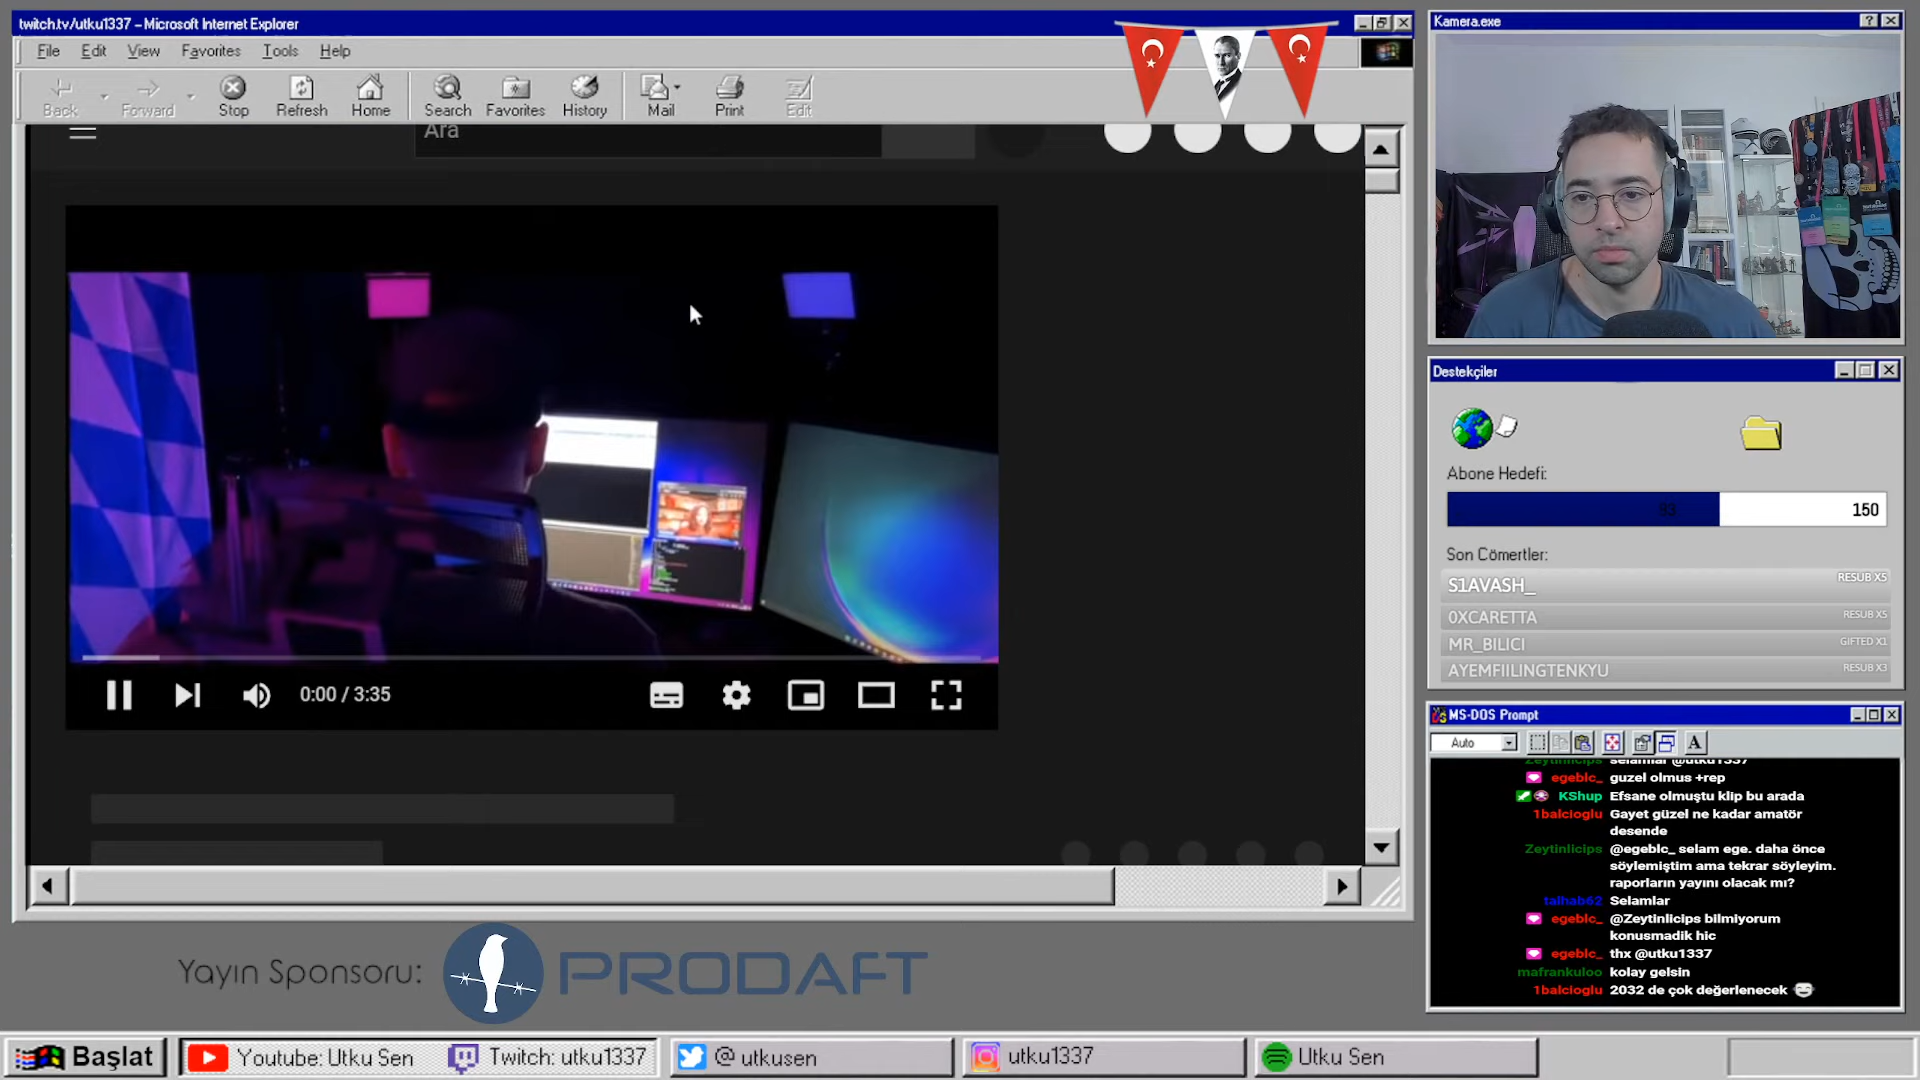 twitch.tv/utku1337 – Microsoft Internet Explorer
File Edit View Favorites Tools Help
Back Forward Stop Refresh Home Search Favorites History Mail Print Edit
Ara
0:00 / 3:35
Kamera.exe
Destekçiler
Abone Hedefi:
93 150
Son Cömertler:
S1AVASH_ RESUB X5
0XCARETTA RESUB X5
MR_BILICI GIFTED X1
AYEMFIILINGTENKYU RESUB X3
MS-DOS Prompt
Auto
A
Zeytinlicips selamlar @utku1337
egeblc_ guzel olmus +rep
KShup Efsane olmuştu klip bu arada
1balcioglu Gayet güzel ne kadar amatör
desende
Zeytinlicips @egeblc_ selam ege. daha önce
söylemiştim ama tekrar söyleyim.
raporların yayını olacak mı?
talhab62 Selamlar
egeblc_ @Zeytinlicips bilmiyorum
konusmadik hic
egeblc_ thx @utku1337
mafrankuloo kolay gelsin
1balcioglu 2032 de çok değerlenecek
Yayın Sponsoru: PRODAFT
Başlat Youtube: Utku Sen Twitch: utku1337 @utkusen utku1337 Utku Sen